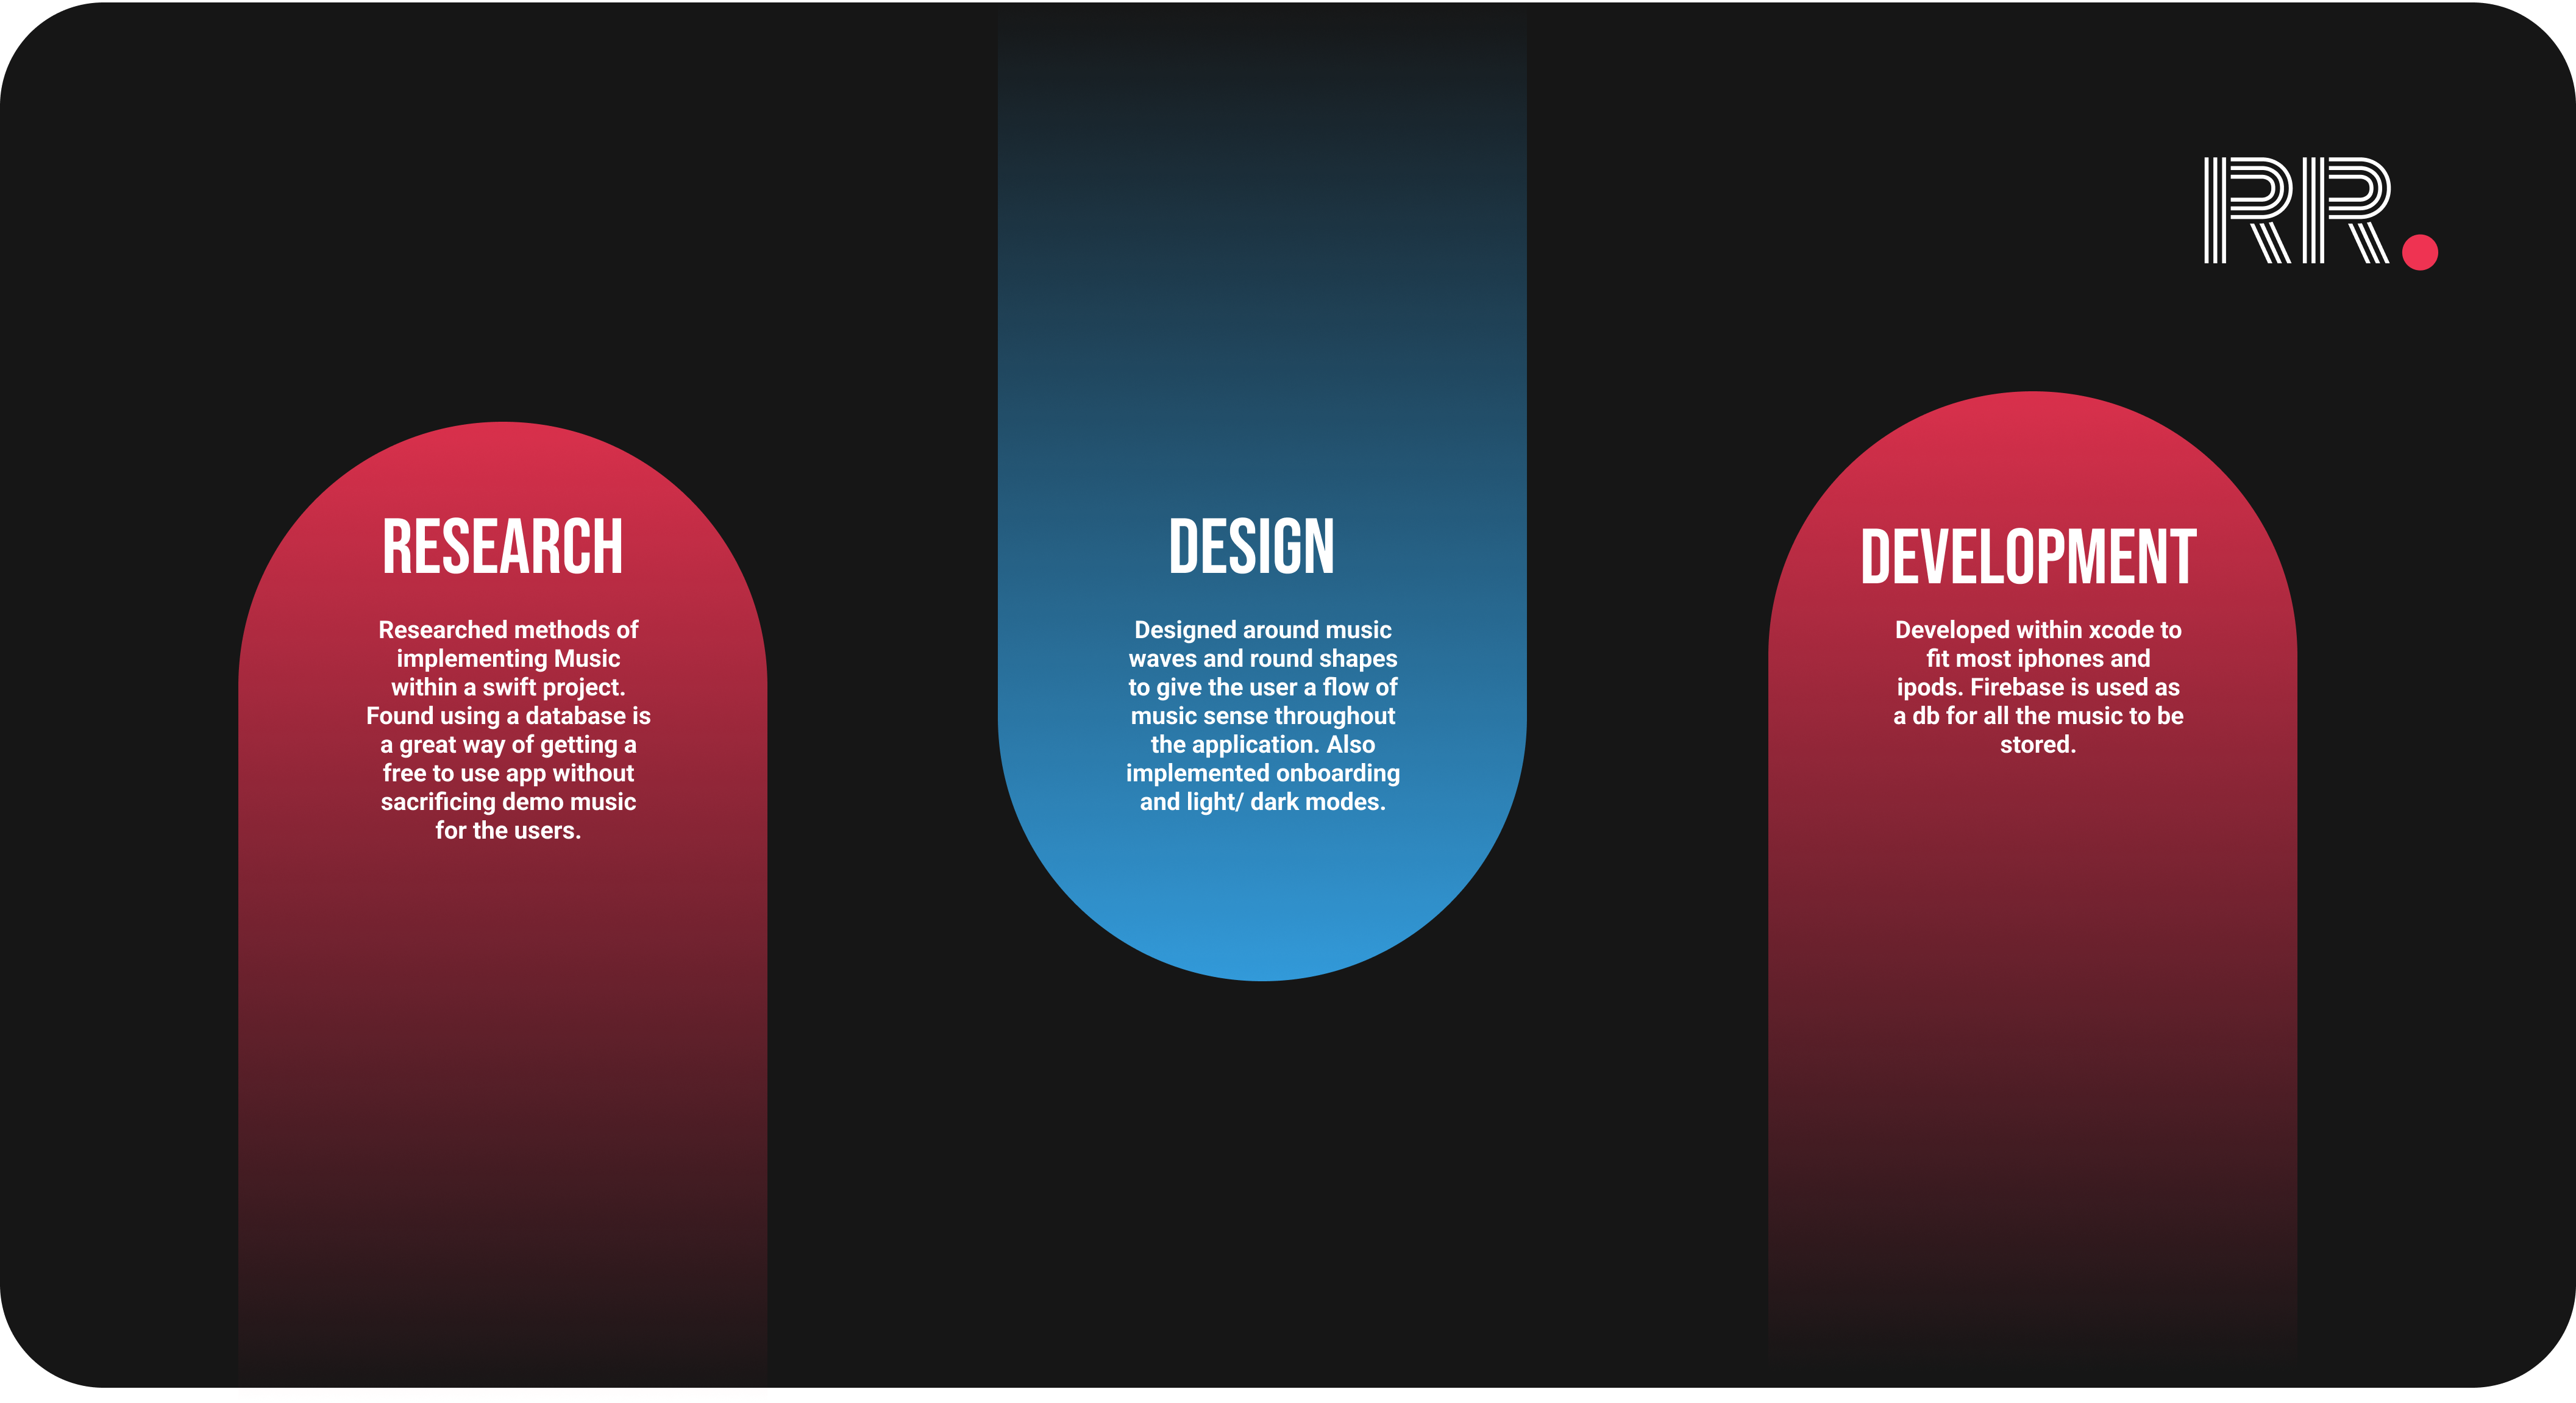 RR.
RESEARCH
Researched methods of
implementing Music
within a swift project.
Found using a database is
a great way of getting a
free to use app without
sacrificing demo music
for the users.
DESIGN
Designed around music
waves and round shapes
to give the user a flow of
music sense throughout
the application. Also
implemented onboarding
and light/ dark modes.
DEVELOPMENT
Developed within xcode to
fit most iphones and
ipods. Firebase is used as
a db for all the music to be
stored.